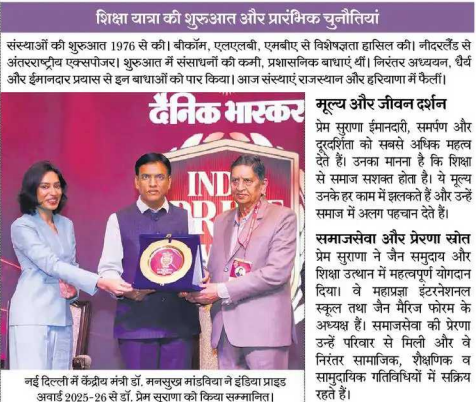 शिक्षा यात्रा की शुरुआत और प्रारंभिक चुनौतियां
संस्थाओं की शुरुआत 1976 से की। बीकॉम, एलएलबी, एमबीए से विशेषज्ञता हासिल की। नीदरलैंड से
अंतरराष्ट्रीय एक्सपोजर। शुरुआत में संसाधनों की कमी, प्रशासनिक बाधाएं थीं। निरंतर अध्ययन, धैर्य
और ईमानदार प्रयास से इन बाधाओं को पार किया। आज संस्थाएं राजस्थान और हरियाणा में फैलीं।
दैनिक भास्कर
IND
PRIDE
नई दिल्ली में केंद्रीय मंत्री डॉ. मनसुख मांडविया ने इंडिया प्राइड
अवार्ड 2025-26 से डॉ. प्रेम सुराणा को किया सम्मानित।
मूल्य और जीवन दर्शन
प्रेम सुराणा ईमानदारी, समर्पण और
दूरदर्शिता को सबसे अधिक महत्व
देते हैं। उनका मानना है कि शिक्षा
से समाज सशक्त होता है। ये मूल्य
उनके हर काम में झलकते हैं और उन्हें
समाज में अलग पहचान देते हैं।
समाजसेवा और प्रेरणा स्रोत
प्रेम सुराणा ने जैन समुदाय और
शिक्षा उत्थान में महत्वपूर्ण योगदान
दिया। वे महाप्रज्ञा इंटरनेशनल
स्कूल तथा जैन मैरिज फोरम के
अध्यक्ष हैं। समाजसेवा की प्रेरणा
उन्हें परिवार से मिली और वे
निरंतर सामाजिक, शैक्षणिक व
सामुदायिक गतिविधियों में सक्रिय
रहते हैं।